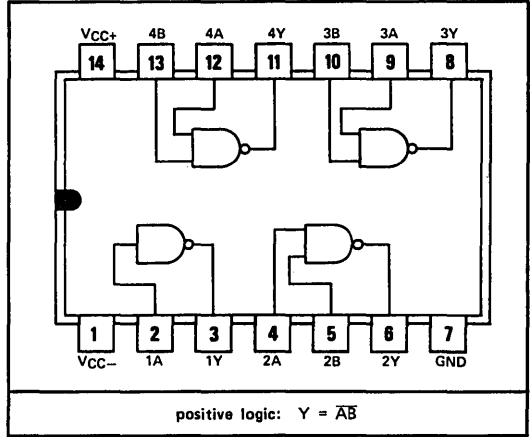 VCC+ 4B 4A 4Y 3B 3A 3Y
14 13 12 11 10 9 8
1 2 3 4 5 6 7
VCC− 1A 1Y 2A 2B 2Y GND
positive logic: Y = A̅B̅